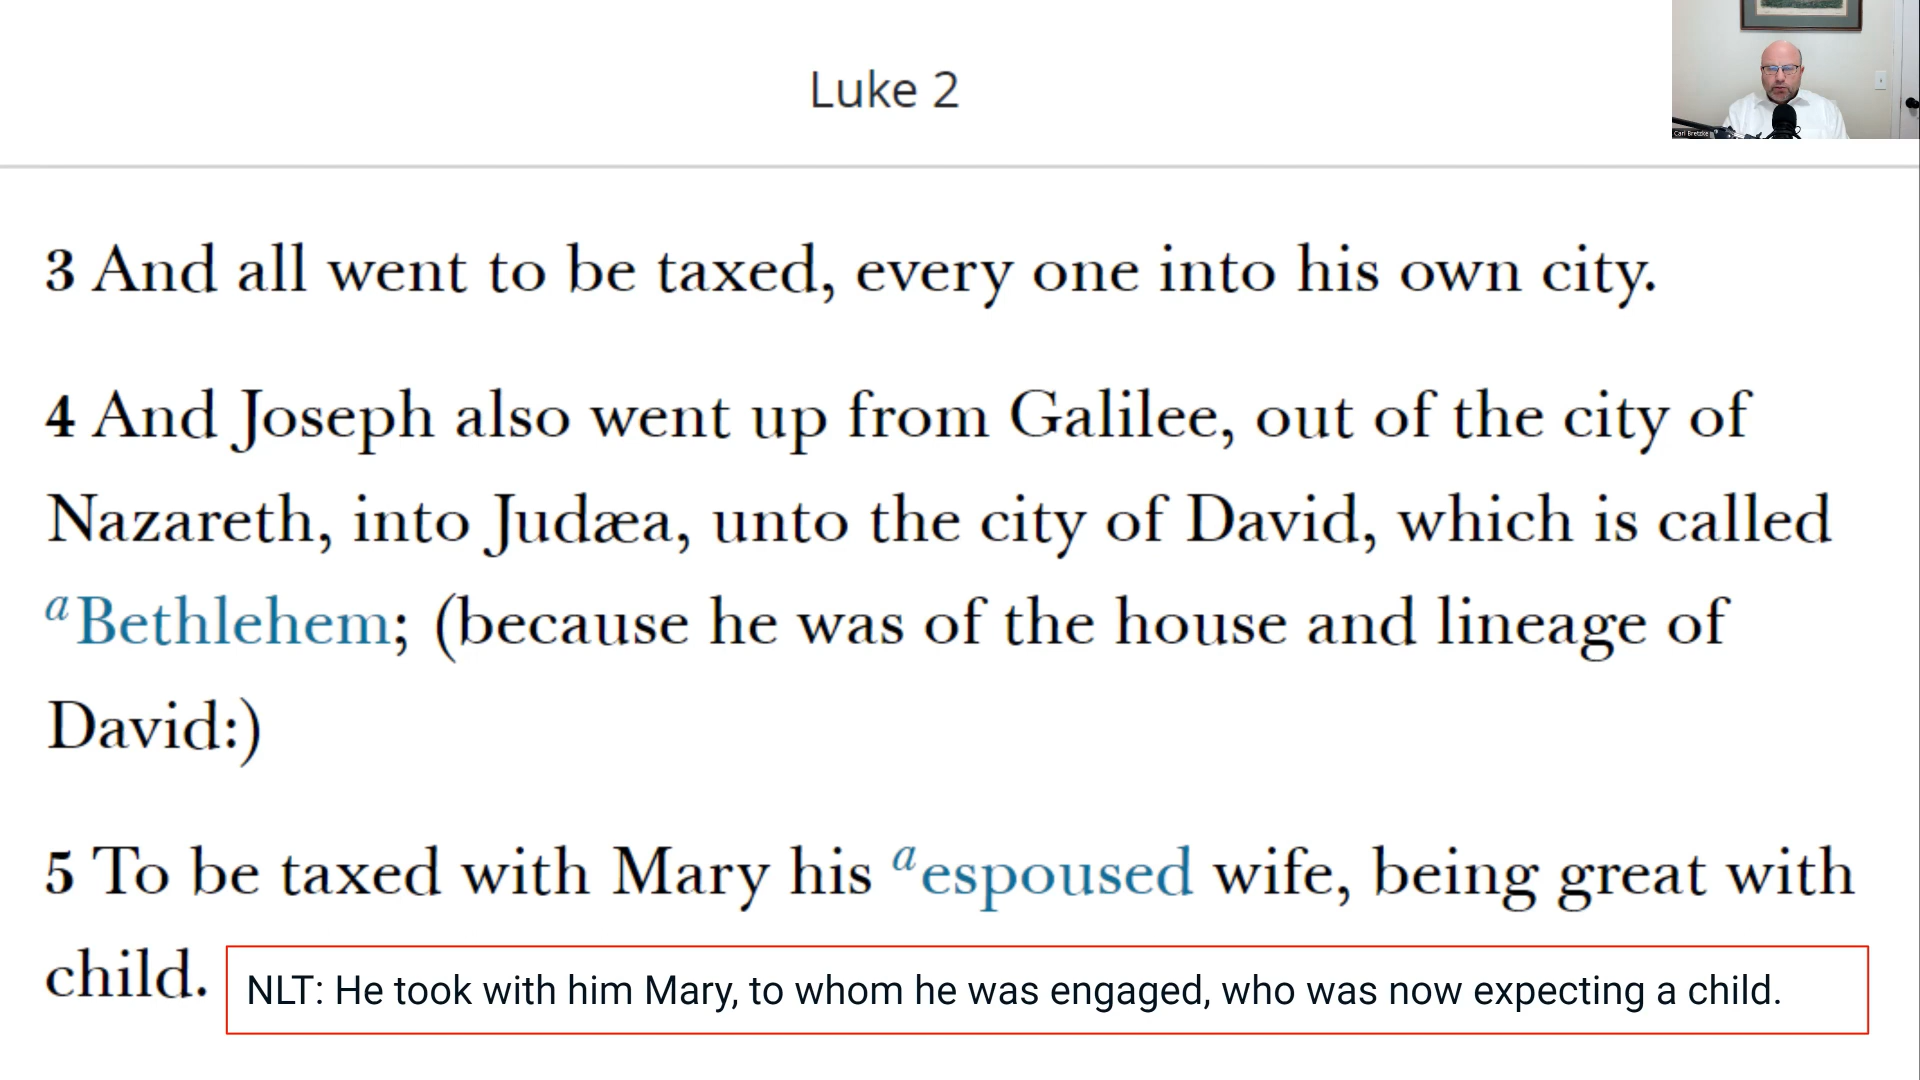 Luke 2
Carl Bretzke
3 And all went to be taxed, every one into his own city.
4 And Joseph also went up from Galilee, out of the city of
Nazareth, into Judæa, unto the city of David, which is called
a Bethlehem; (because he was of the house and lineage of
David:)
5 To be taxed with Mary his a espoused wife, being great with
child.
NLT: He took with him Mary, to whom he was engaged, who was now expecting a child.